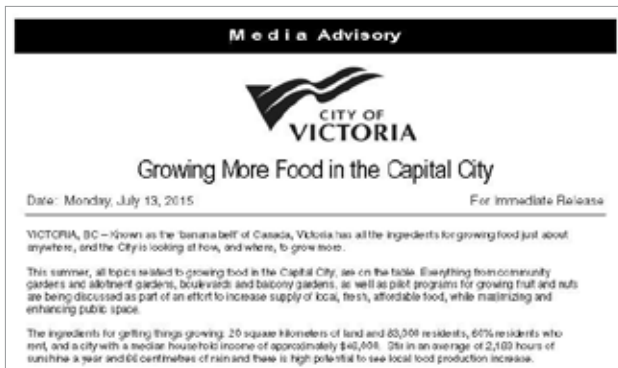 Media Advisory
CITY OF
VICTORIA
Growing More Food in the Capital City
Date: Monday, July 13, 2015 For Immediate Release
VICTORIA, BC – Known as the 'banana belt' of Canada, Victoria has all the ingredients for growing food just about
anywhere, and the City is looking at how, and where, to grow more.
This summer, all topics related to growing food in the Capital City, are on the table. Everything from community
gardens and allotment gardens, boulevards and balcony gardens, as well as pilot programs for growing fruit and nuts
are being discussed as part of an effort to increase supply of local, fresh, affordable food, while maximizing and
enhancing public space.
The ingredients for getting things growing: 20 square kilometers of land and 83,000 residents, 60% residents who
rent, and a city with a median household income of approximately Stir in an average of hours of
sunshine a year and 66 centimetres of rain and there is high potential to see local food production increase.